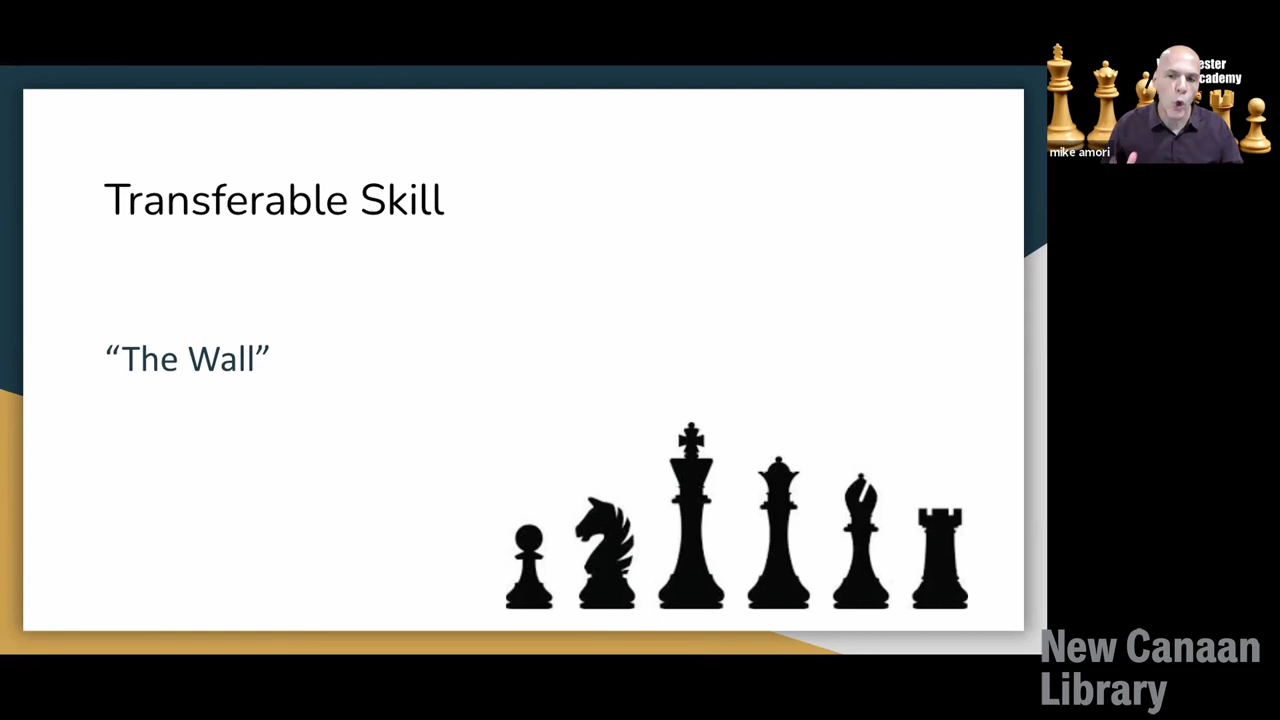 Transferable Skill
“The Wall”
mike amori
New Canaan
Library